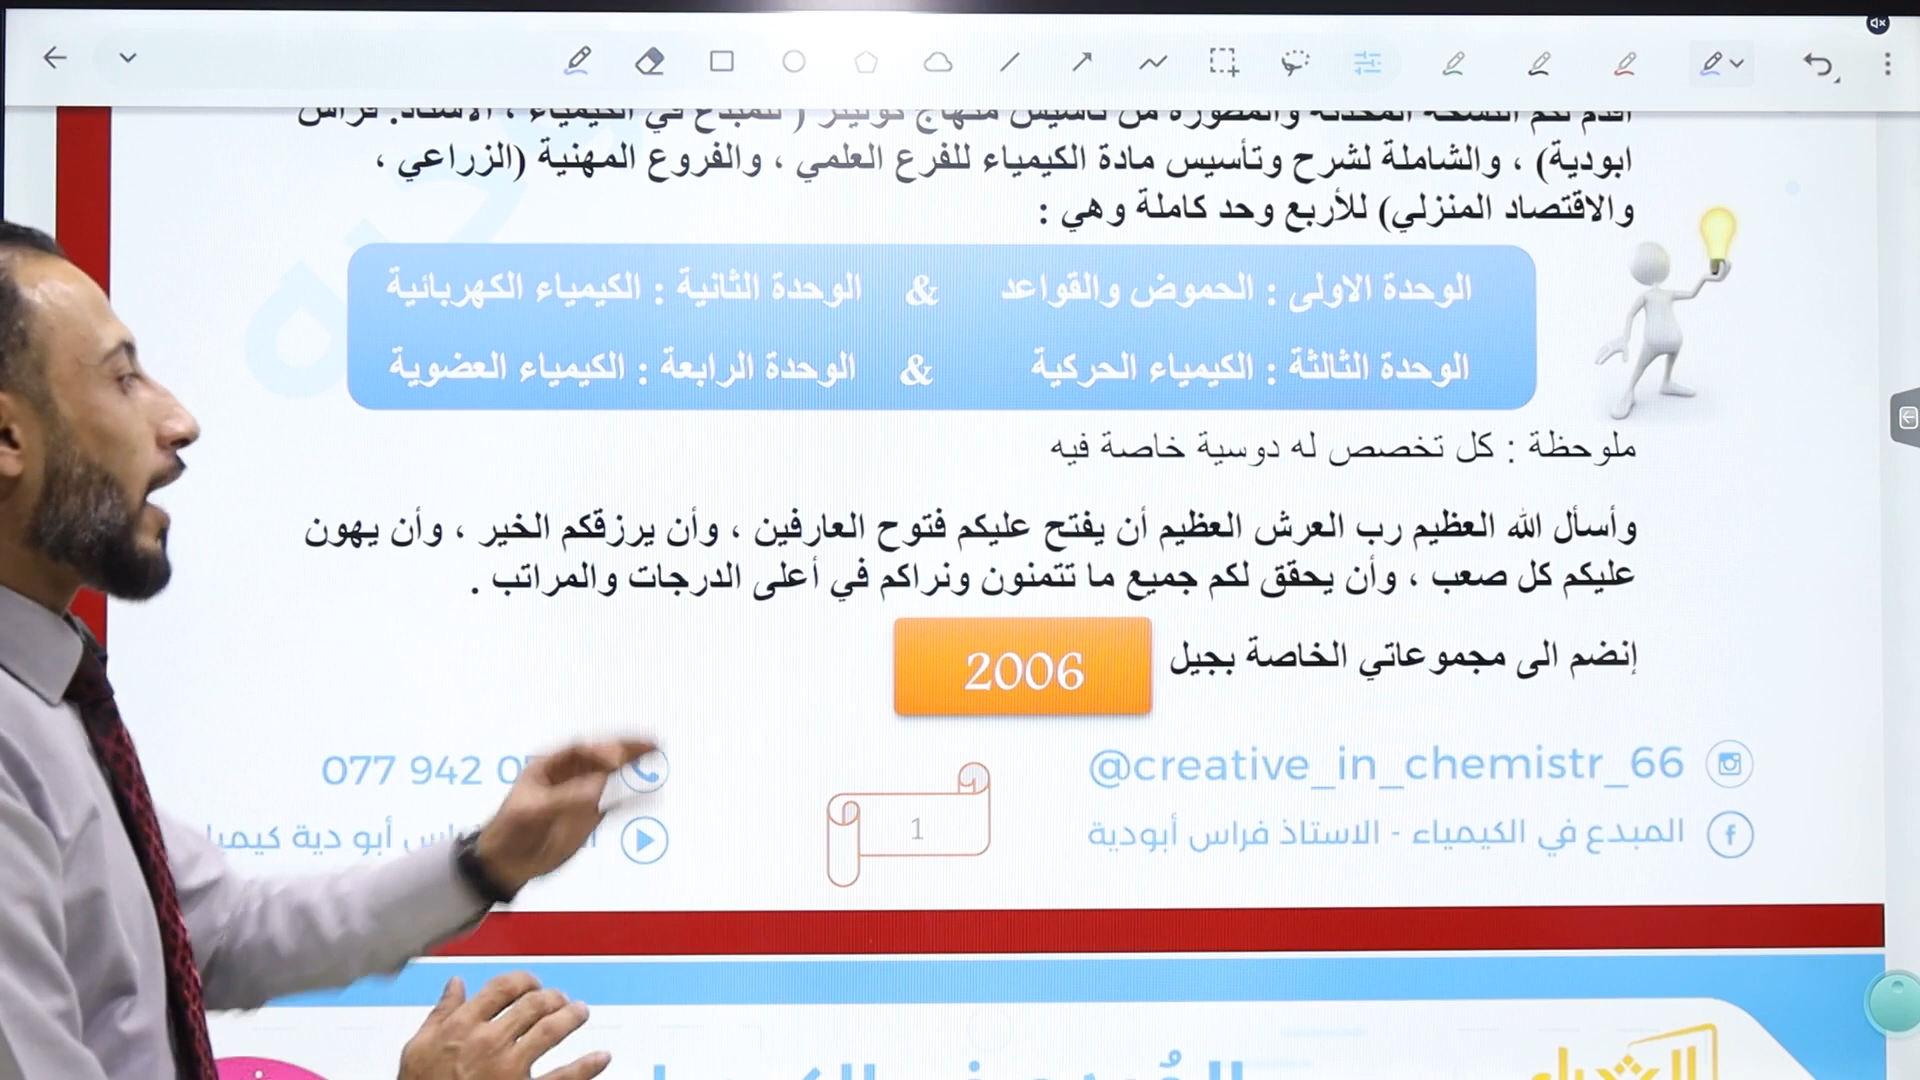 ابودية) ، والشاملة لشرح وتأسيس مادة الكيمياء للفرع العلمي ، والفروع المهنية (الزراعي ،
والاقتصاد المنزلي) للأربع وحد كاملة وهي :
الوحدة الاولى : الحموض والقواعد & الوحدة الثانية : الكيمياء الكهربائية
الوحدة الثالثة : الكيمياء الحركية & الوحدة الرابعة : الكيمياء العضوية
ملوحظة : كل تخصص له دوسية خاصة فيه
وأسأل الله العظيم رب العرش العظيم أن يفتح عليكم فتوح العارفين ، وأن يرزقكم الخير ، وأن يهون
عليكم كل صعب ، وأن يحقق لكم جميع ما تتمنون ونراكم في أعلى الدرجات والمراتب .
إنضم الى مجموعاتي الخاصة بجيل 2006
@creative_in_chemistr_66
077 942 0
المبدع في الكيمياء - الاستاذ فراس أبودية
أبو دية
1